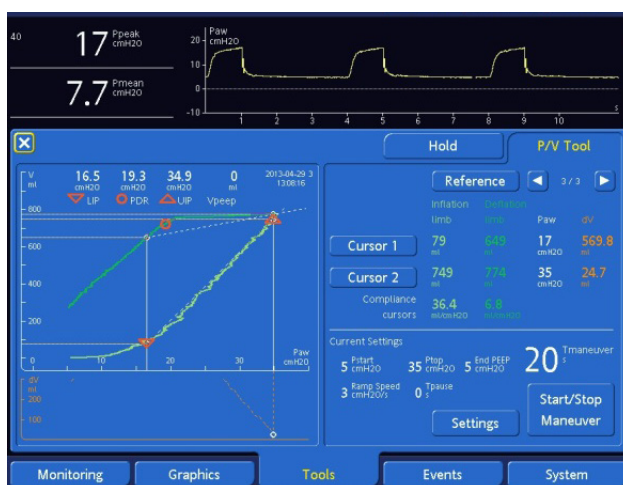 40
17 Ppeak cmH2O
7.7 Pmean cmH2O
Paw cmH2O
20
10
0
-10
1 2 3 4 5 6 7 8 9 10 s
Hold
P/V Tool
V ml
16.5 cmH2O
19.3 cmH2O
34.9 cmH2O
0 ml
2013-04-29 3
13:08:16
LIP PDR UIP Vpeep
800
600
400
200
0 10 20 30
Paw cmH2O
dV ml
200
100
Reference
3 / 3
Inflation limb
Deflation limb
Paw
dV
Cursor 1
79 ml
649 ml
17 cmH2O
569.8 ml
Cursor 2
749 ml
774 ml
35 cmH2O
24.7 ml
Compliance cursors
36.4 ml/cmH2O
6.8 ml/cmH2O
Current Settings
5 Pstart cmH2O
35 Ptop cmH2O
5 End PEEP cmH2O
20 Tmaneuver s
3 Ramp Speed cmH2O/s
0 Tpause s
Settings
Start/Stop Maneuver
Monitoring
Graphics
Tools
Events
System